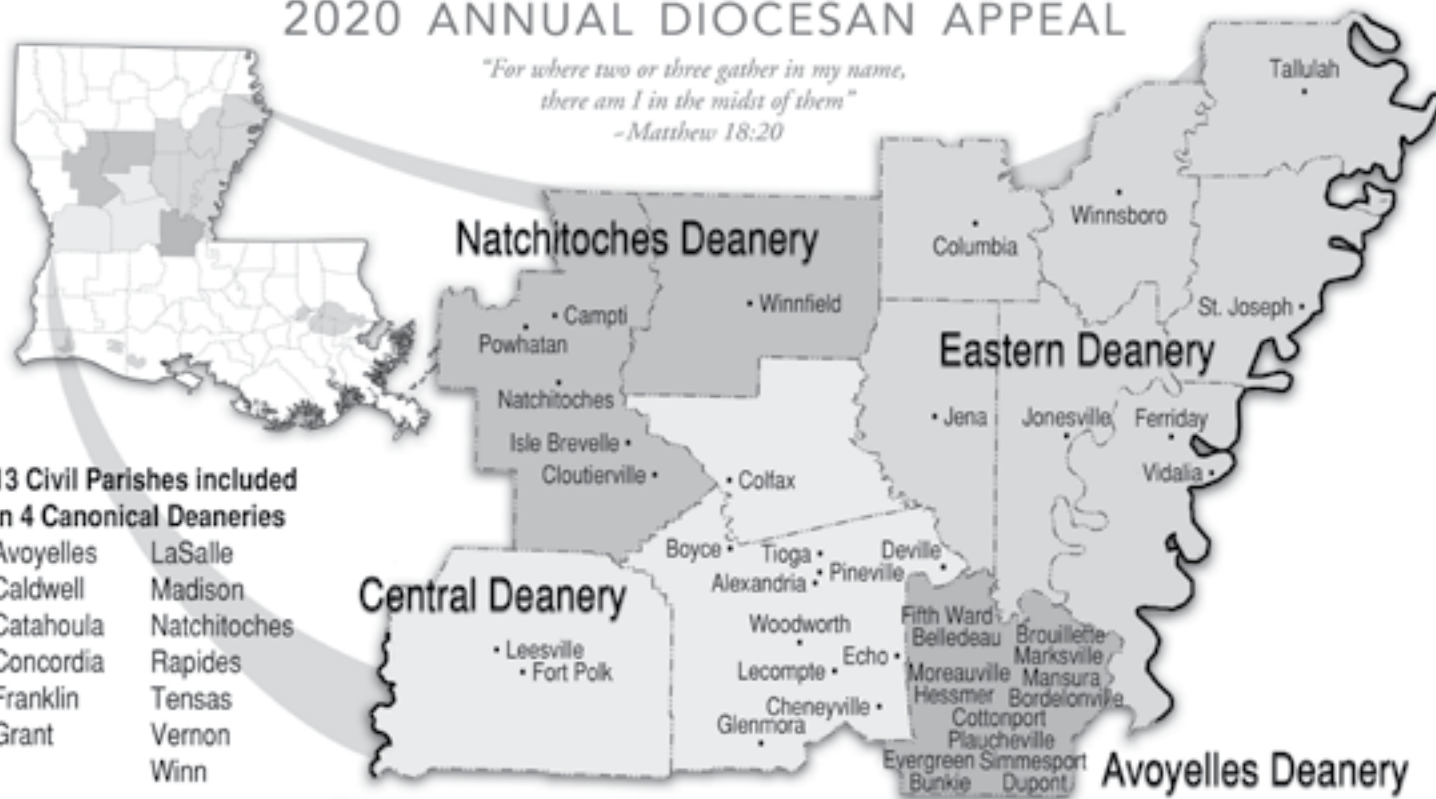 2020 ANNUAL DIOCESAN APPEAL
"For where two or three gather in my name,
there am I in the midst of them"
~Matthew 18:20
Tallulah
Winnsboro
Columbia
Natchitoches Deanery
Winnfield
Campti
Powhatan
St. Joseph
Eastern Deanery
Natchitoches
Jena
Jonesville
Ferriday
Isle Brevelle
Cloutierville
Vidalia
Colfax
13 Civil Parishes included
in 4 Canonical Deaneries
Avoyelles
Caldwell
Catahoula
Concordia
Franklin
Grant
LaSalle
Madison
Natchitoches
Rapides
Tensas
Vernon
Winn
Boyce
Tioga
Deville
Alexandria
Pineville
Central Deanery
Woodworth
Leesville
Fort Polk
Echo
Lecompte
Cheneyville
Glenmora
Fifth Ward
Belledeau
Brouillette
Marksville
Moreauville
Mansura
Hessmer
Bordelonville
Cottonport
Plaucheville
Evergreen Simmesport
Bunkie
Dupont
Avoyelles Deanery